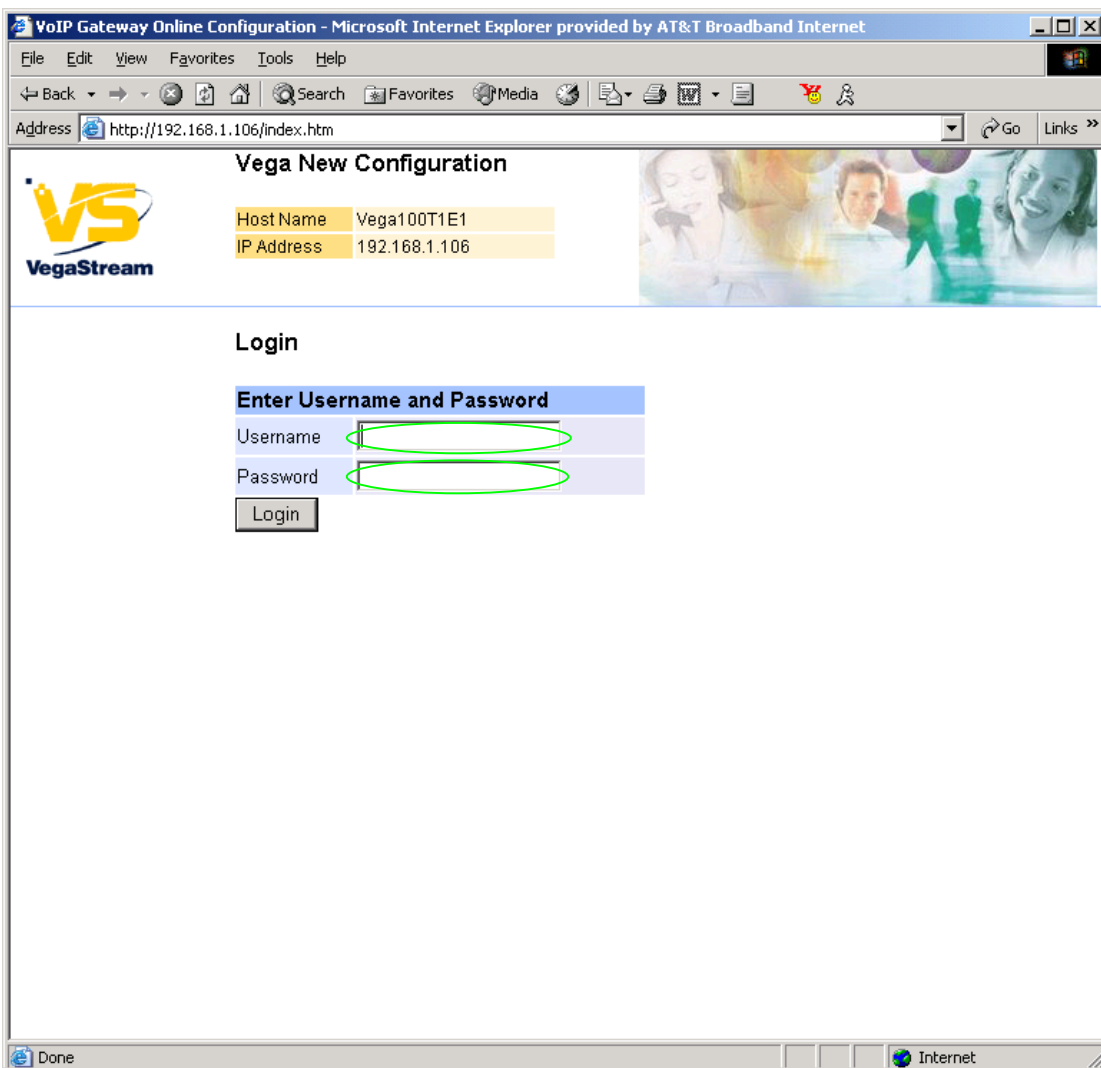 VoIP Gateway Online Configuration - Microsoft Internet Explorer provided by AT&T Broadband Internet
File Edit View Favorites Tools Help
Back Search Favorites Media
Address http://192.168.1.106/index.htm Go Links »
VS
VegaStream
Vega New Configuration
Host Name Vega100T1E1
IP Address 192.168.1.106
Login
Enter Username and Password
Username
Password
Login
Done Internet